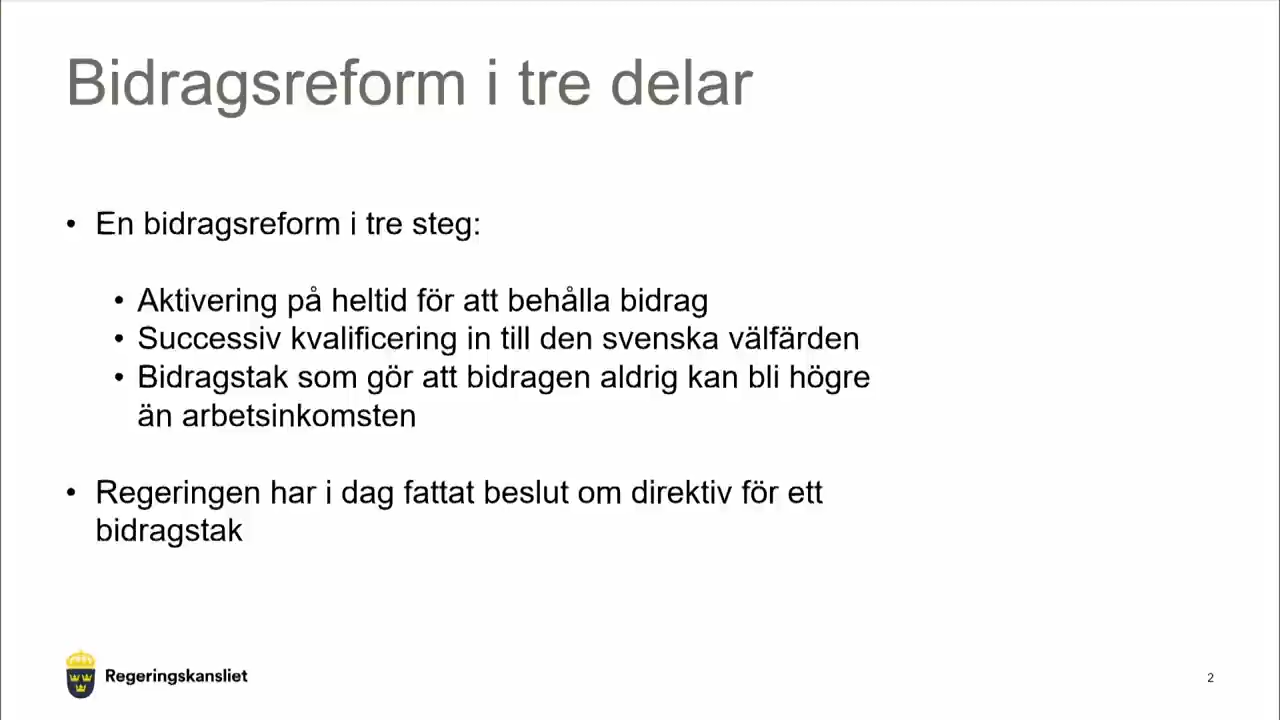 Bidragsreform i tre delar
• En bidragsreform i tre steg:
• Aktivering på heltid för att behålla bidrag
• Successiv kvalificering in till den svenska välfärden
• Bidragstak som gör att bidragen aldrig kan bli högre
än arbetsinkomsten
• Regeringen har i dag fattat beslut om direktiv för ett
bidragstak
Regeringskansliet
2